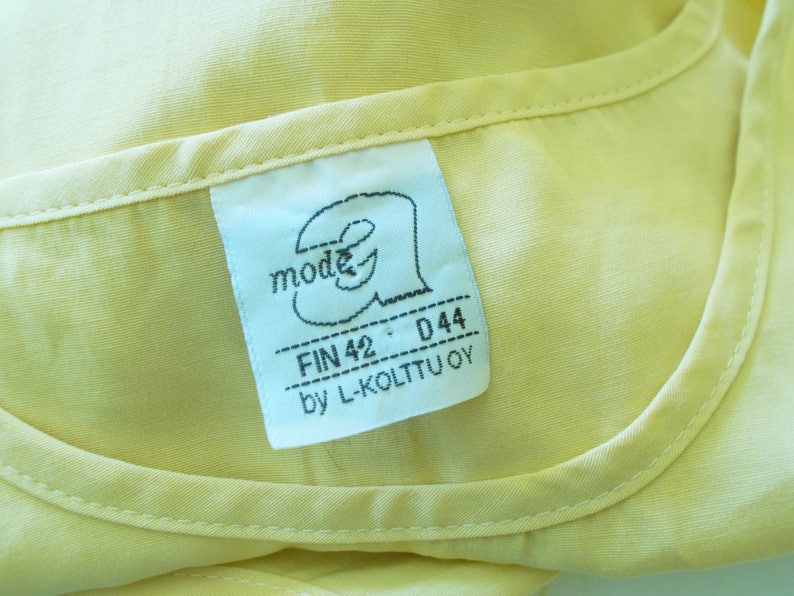 a
mode
FIN 42 D 44
by L-KOLTTU OY